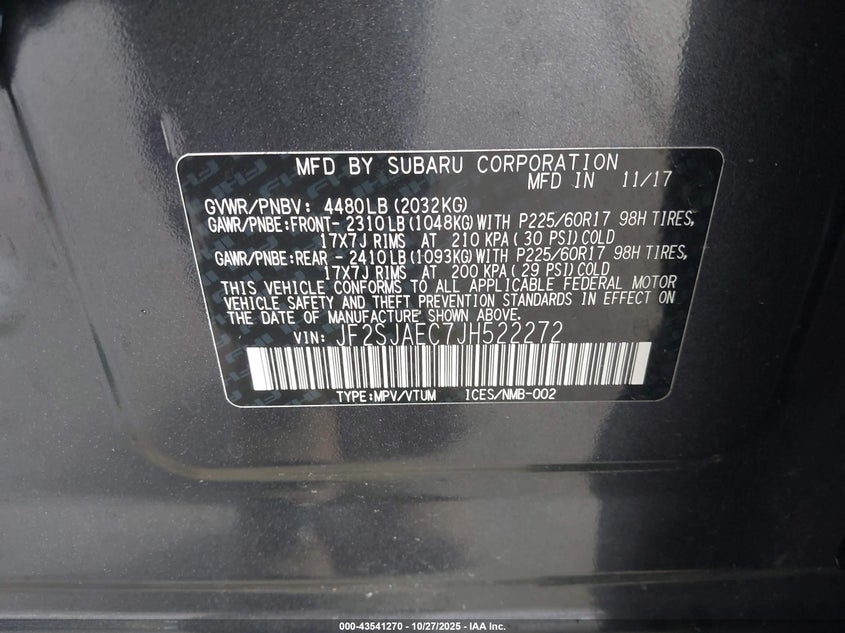 MFD BY SUBARU CORPORATION
MFD IN 11/17
GVWR/PNBV: 4480LB(2032KG)
GAWR/PNBE:FRONT- 2310LB(1048KG)WITH P225/60R17 98H TIRES,
17X7J RIMS AT 210 KPA(30 PSI)COLD
GAWR/PNBE:REAR - 2410LB(1093KG)WITH P225/60R17 98H TIRES,
17X7J RIMS AT 200 KPA(29 PSI)COLD
THIS VEHICLE CONFORMS TO ALL APPLICABLE FEDERAL MOTOR
VEHICLE SAFETY AND THEFT PREVENTION STANDARDS IN EFFECT ON
THE DATE OF MANUFACTURE SHOWN ABOVE.
VIN: JF2SJAEC7JH522272
TYPE:MPV/VTUM ICES/NMB-002
000-43541270 - 10/27/2025 - IAA Inc.